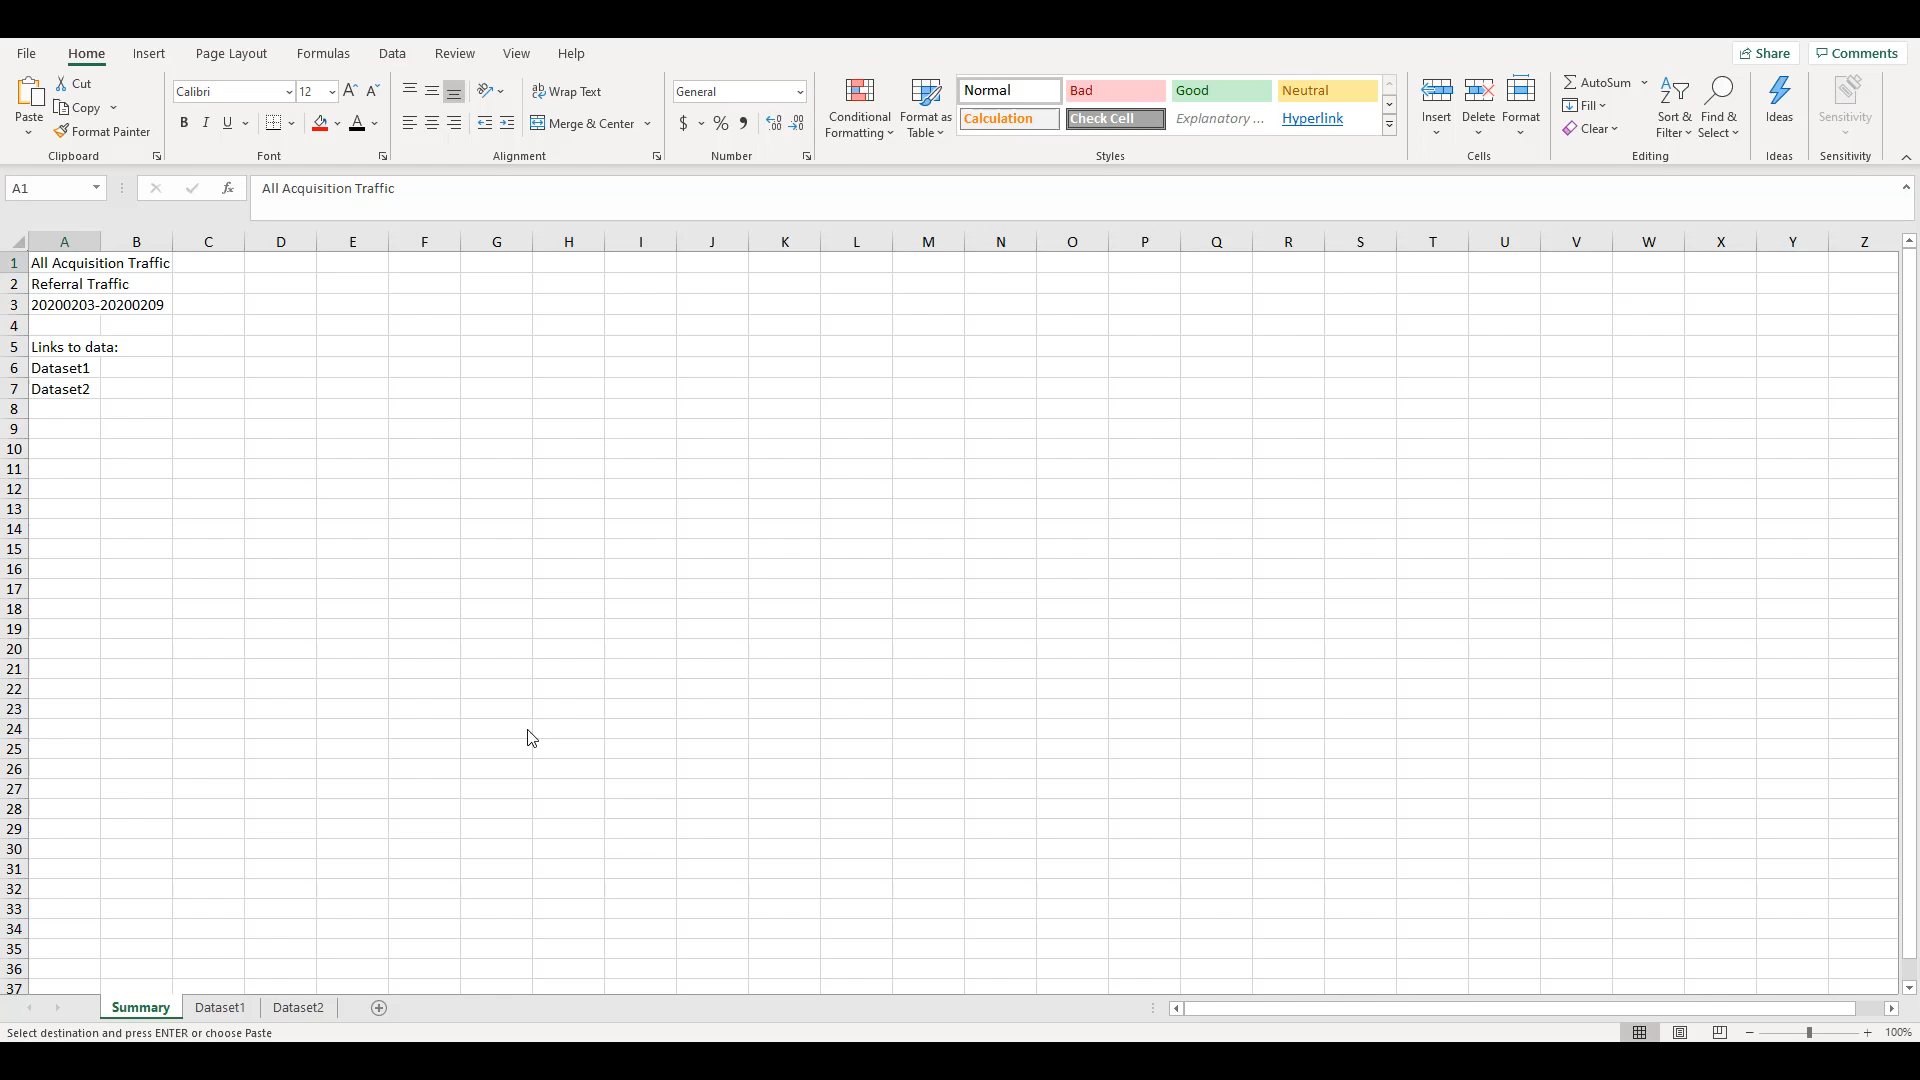 File Home Insert Page Layout Formulas Data Review View Help Share Comments
Paste Cut Copy Format Painter Clipboard
Calibri 12 A A B I U A Font
ab Wrap Text Merge & Center Alignment
General $ % , .00 Number
Conditional Formatting Format as Table
Normal Bad Good Neutral
Calculation Check Cell Explanatory ... Hyperlink
Styles
Insert Delete Format Cells
AutoSum Fill Clear Sort & Filter Find & Select Editing
Ideas Ideas
Sensitivity Sensitivity
A1 fx All Acquisition Traffic
A B C D E F G H I J K L M N O P Q R S T U V W X Y Z
1 All Acquisition Traffic
2 Referral Traffic
3 20200203-20200209
4
5 Links to data:
6 Dataset1
7 Dataset2
8
9
10
11
12
13
14
15
16
17
18
19
20
21
22
23
24
25
26
27
28
29
30
31
32
33
34
35
36
37
Summary Dataset1 Dataset2
Select destination and press ENTER or choose Paste 100%